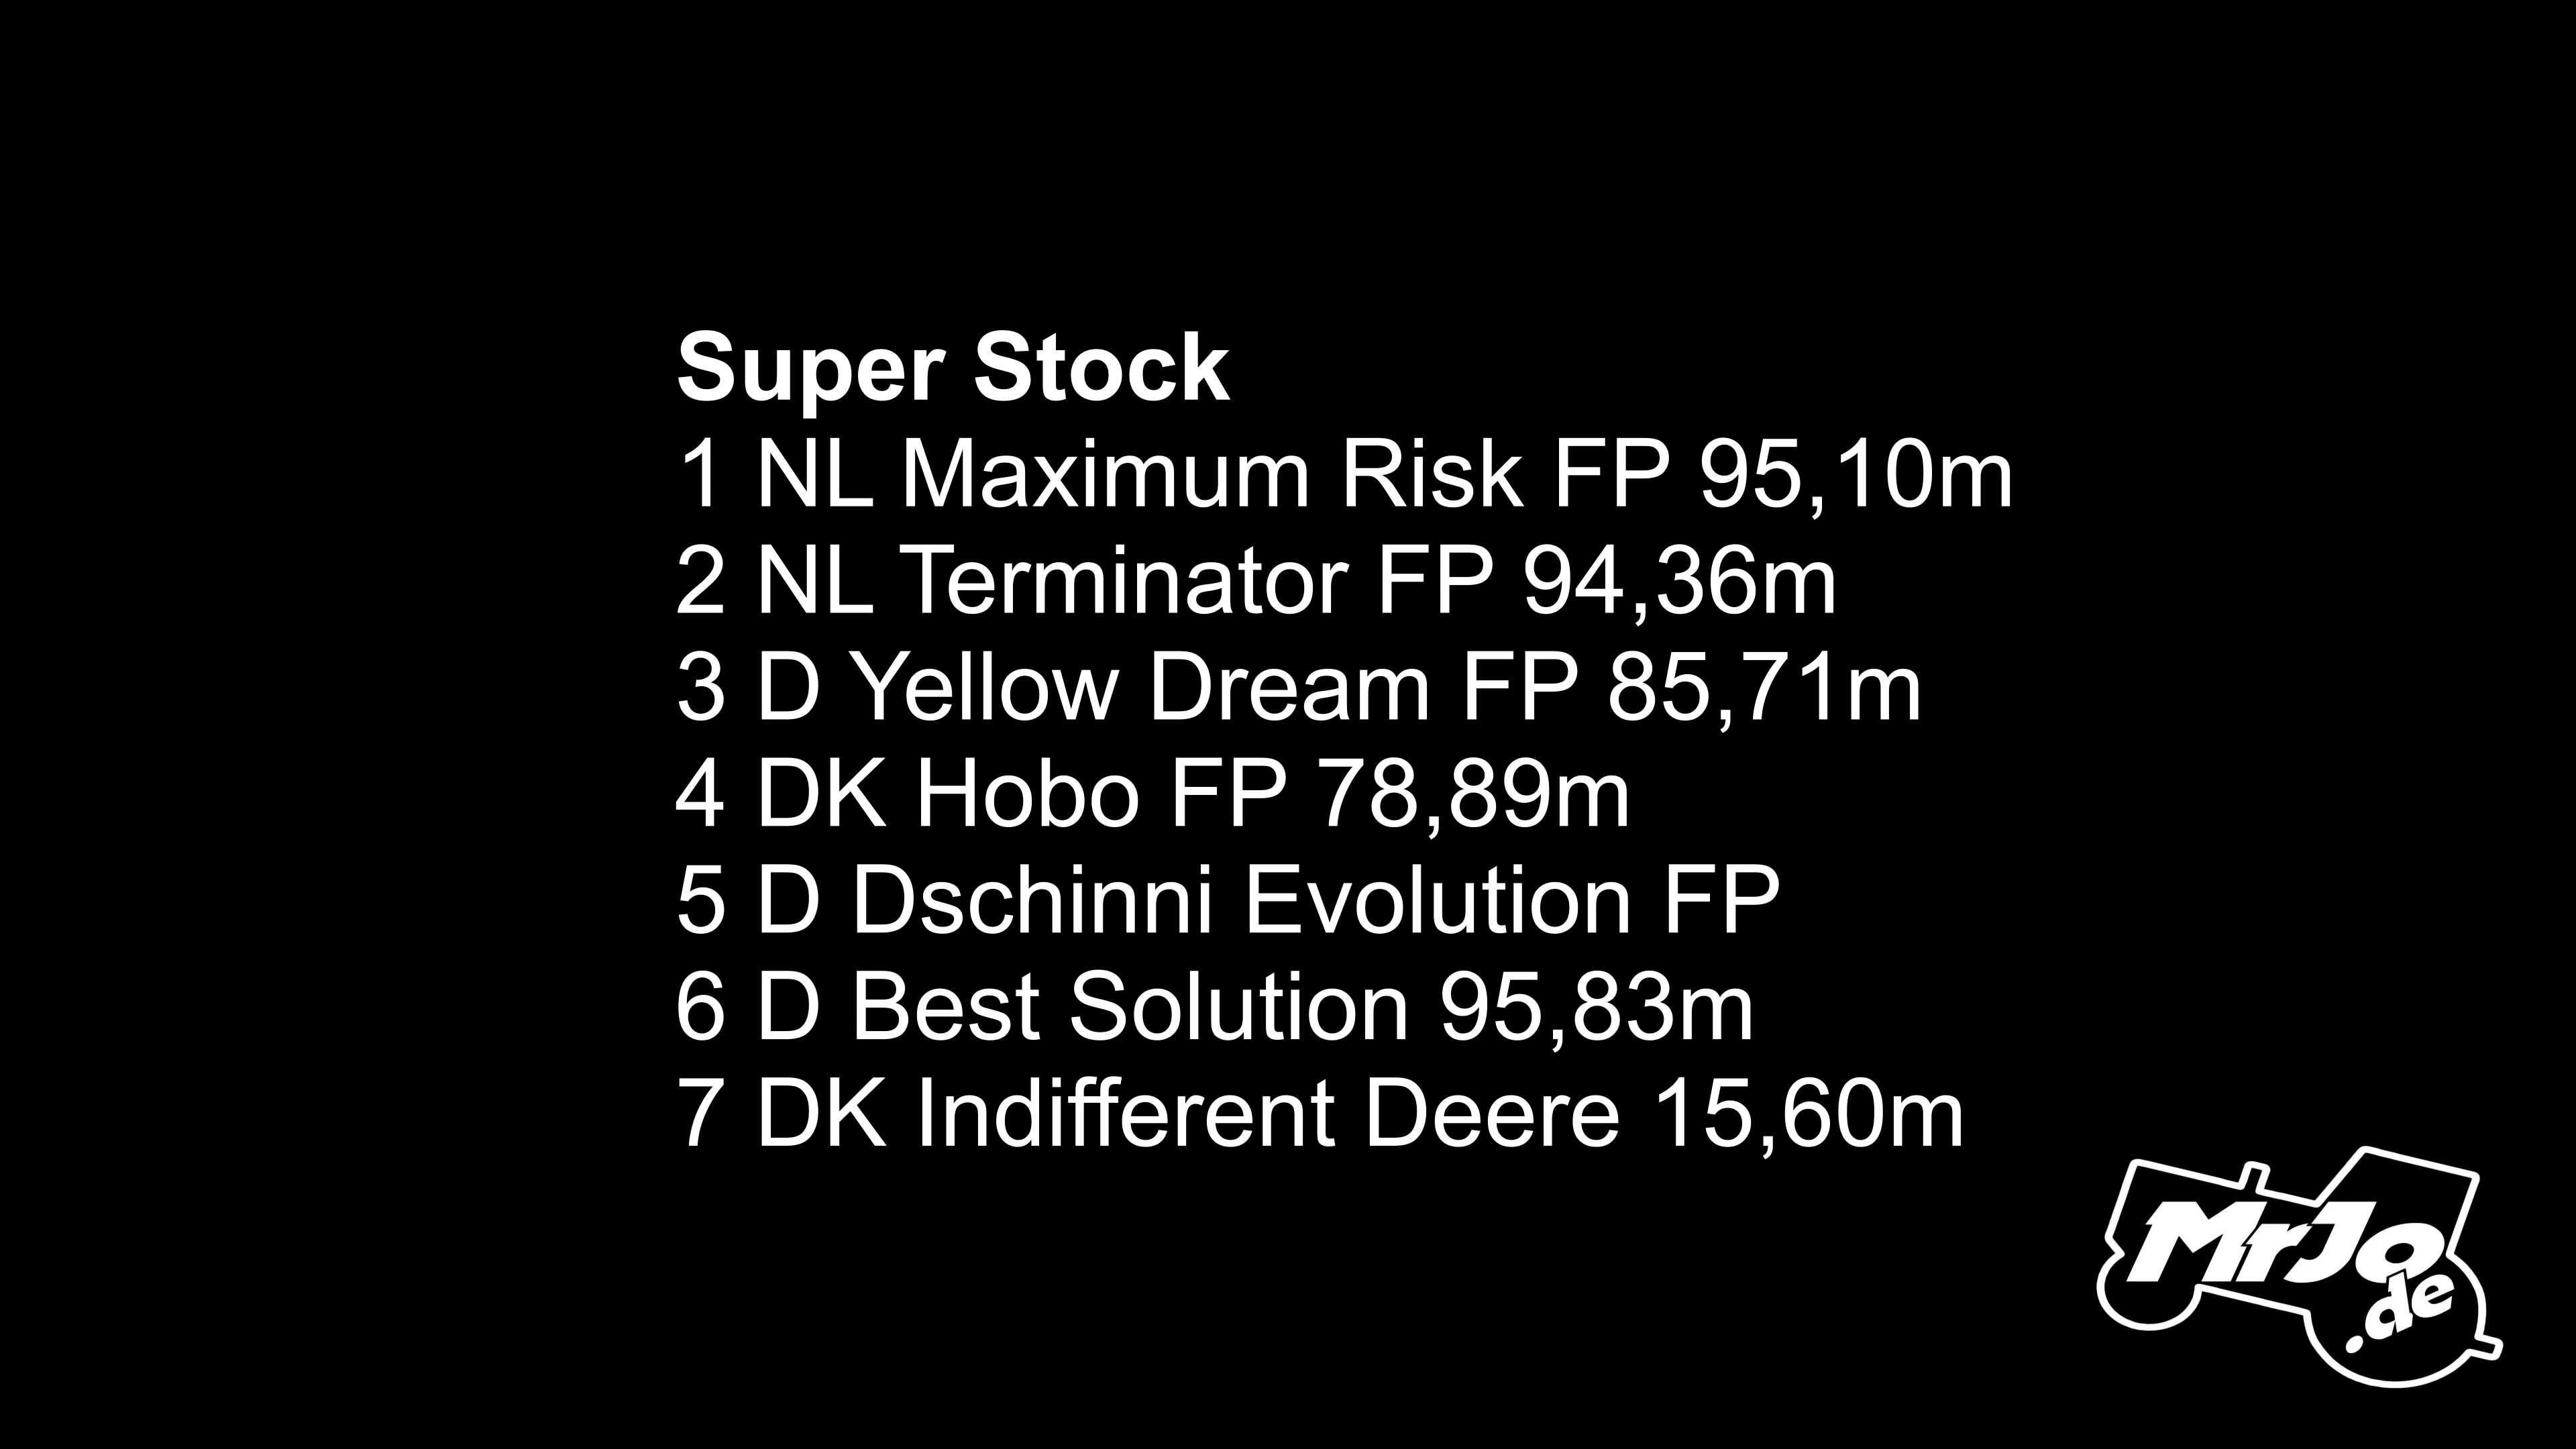 Super Stock
1 NL Maximum Risk FP 95,10m
2 NL Terminator FP 94,36m
3 D Yellow Dream FP 85,71m
4 DK Hobo FP 78,89m
5 D Dschinni Evolution FP
6 D Best Solution 95,83m
7 DK Indifferent Deere 15,60m
MrJo
.de